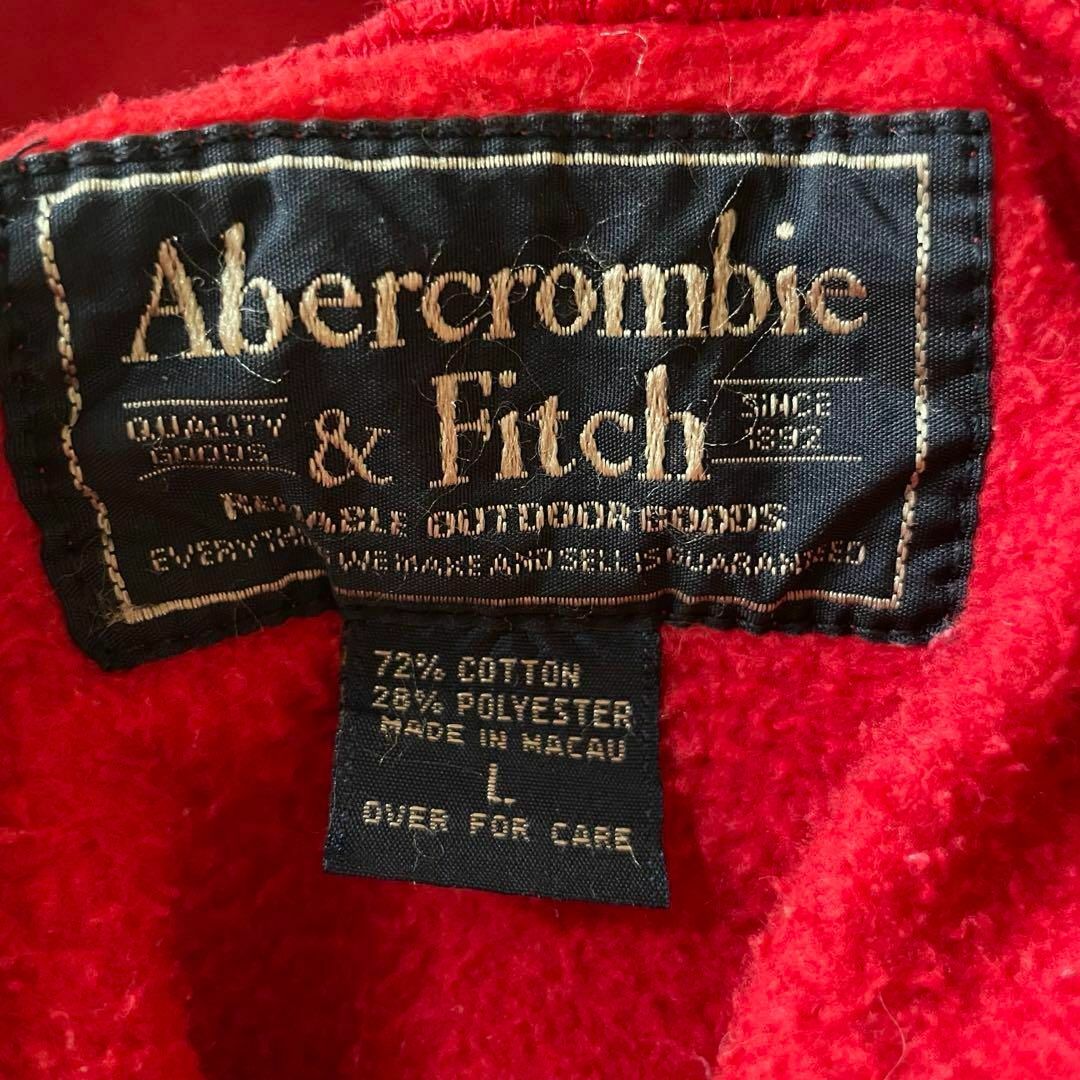 Abercrombie
& Fitch
QUALITY
GOODS
SINCE
1892
RELIABLE OUTDOOR GOODS
EVERYTHING WE MAKE AND SELL IS GUARANTEED
72% COTTON
28% POLYESTER
MADE IN MACAU
L
OVER FOR CARE